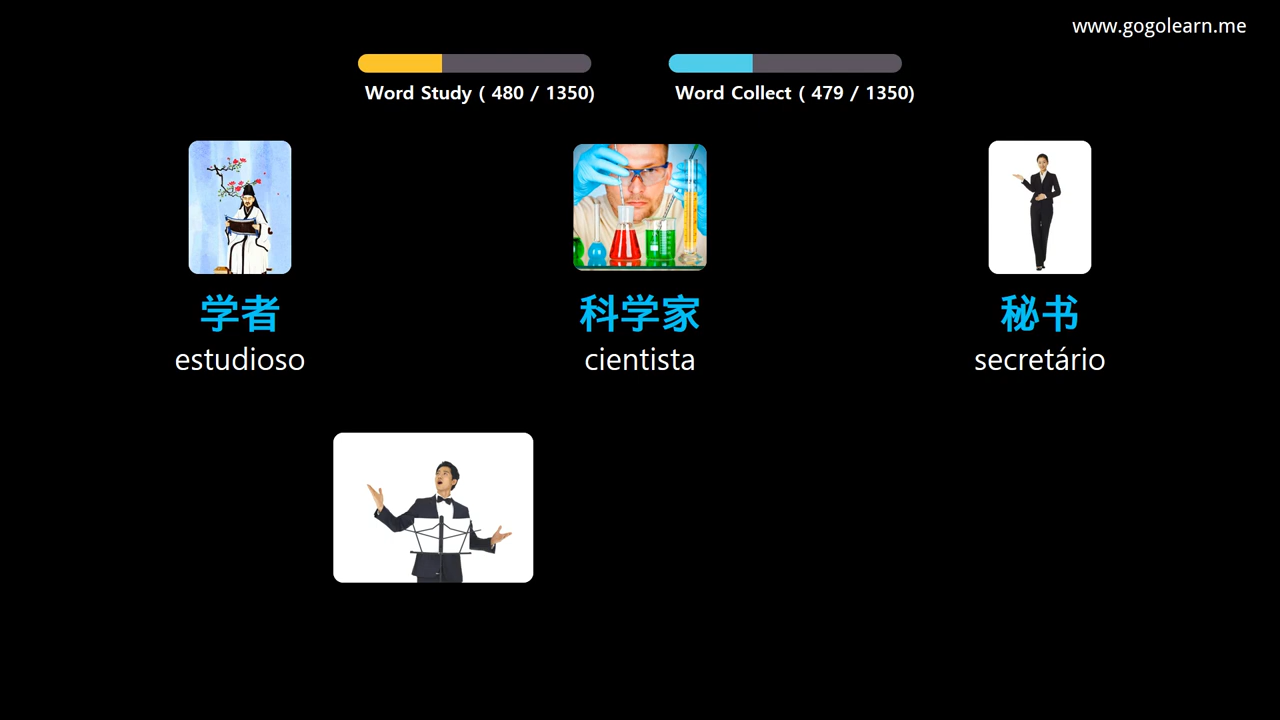 www.gogolearn.me
Word Study ( 480 / 1350)
Word Collect ( 479 / 1350)
学者
科学家
秘书
estudioso
cientista
secretário